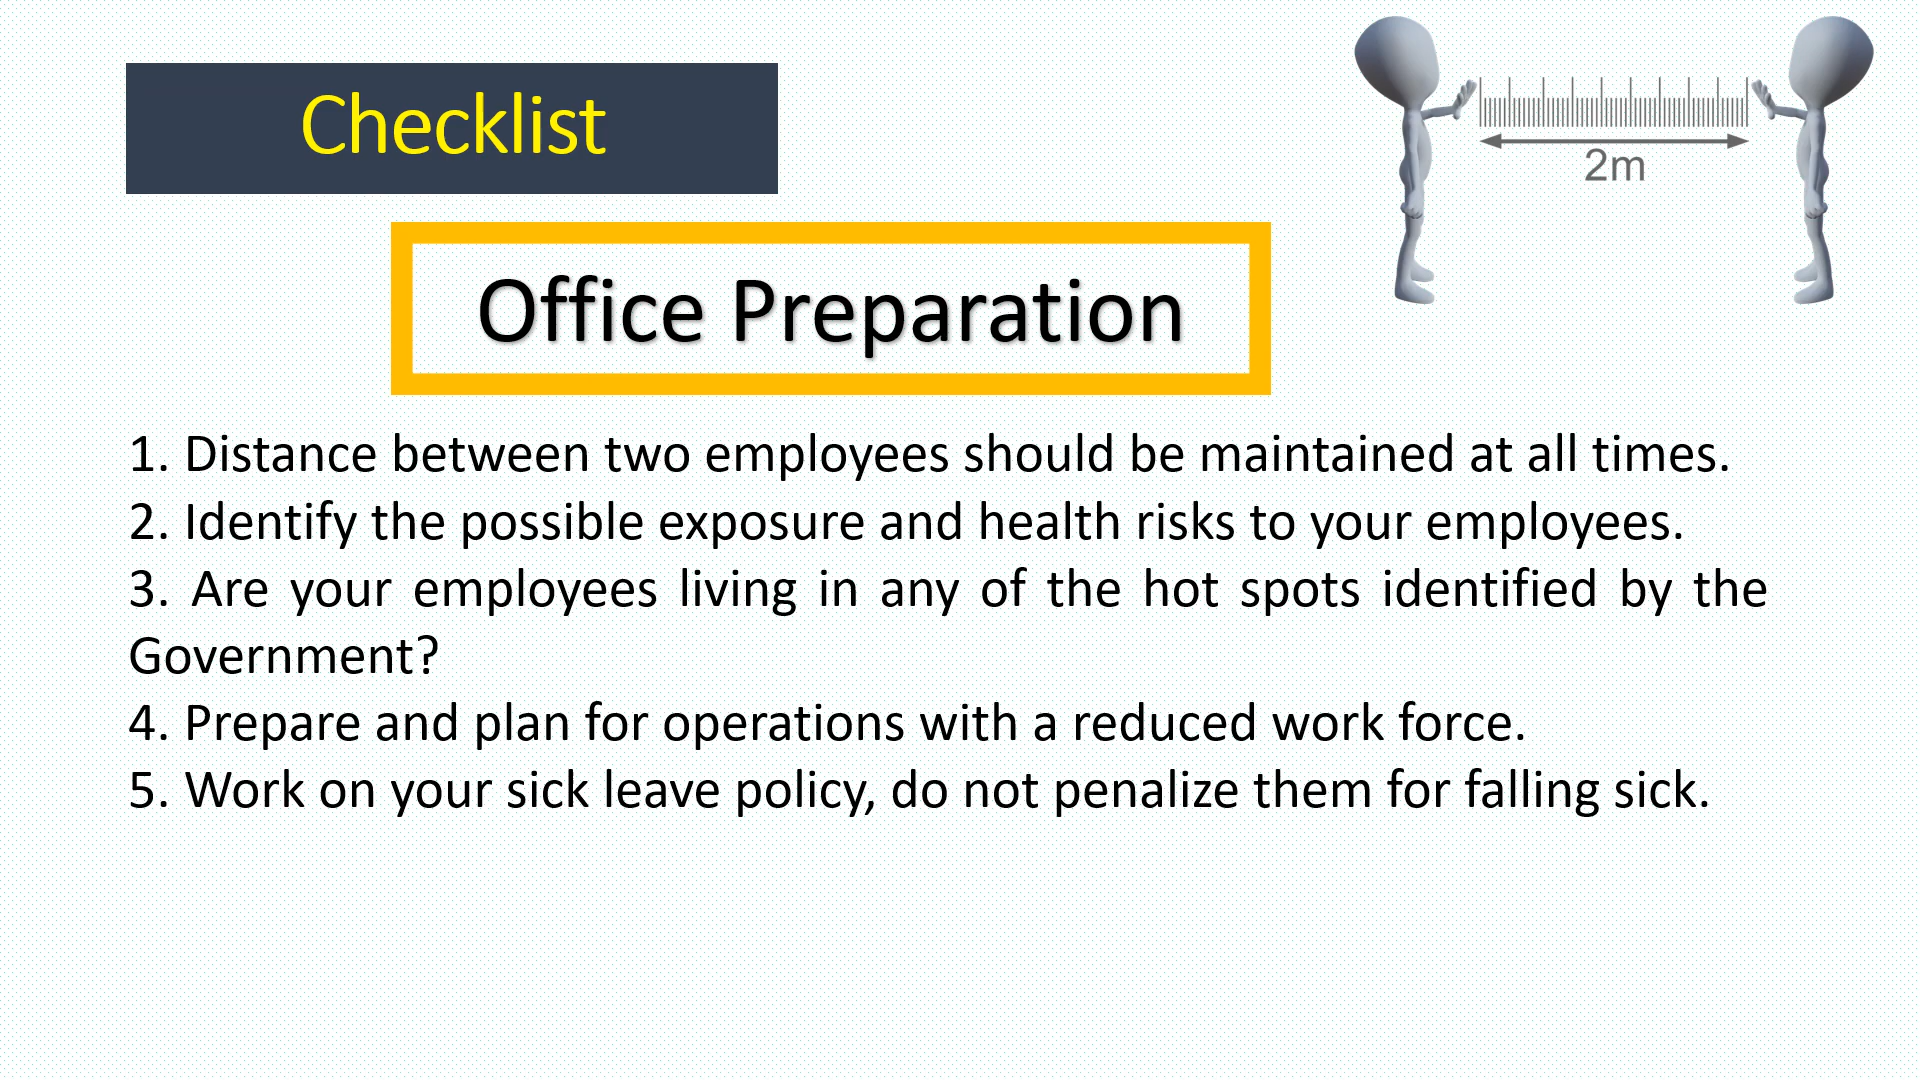 Checklist
2m
Office Preparation
1. Distance between two employees should be maintained at all times.
2. Identify the possible exposure and health risks to your employees.
3. Are your employees living in any of the hot spots identified by the
Government?
4. Prepare and plan for operations with a reduced work force.
5. Work on your sick leave policy, do not penalize them for falling sick.